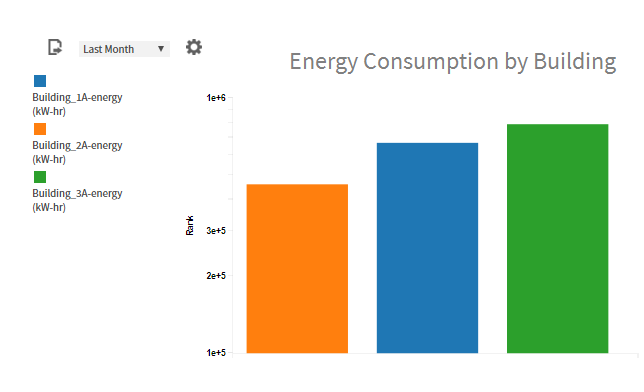 Last Month
Energy Consumption by Building
Building_1A-energy
(kW-hr)
Building_2A-energy
(kW-hr)
Building_3A-energy
(kW-hr)
1e+6
3e+5
2e+5
1e+5
Rank